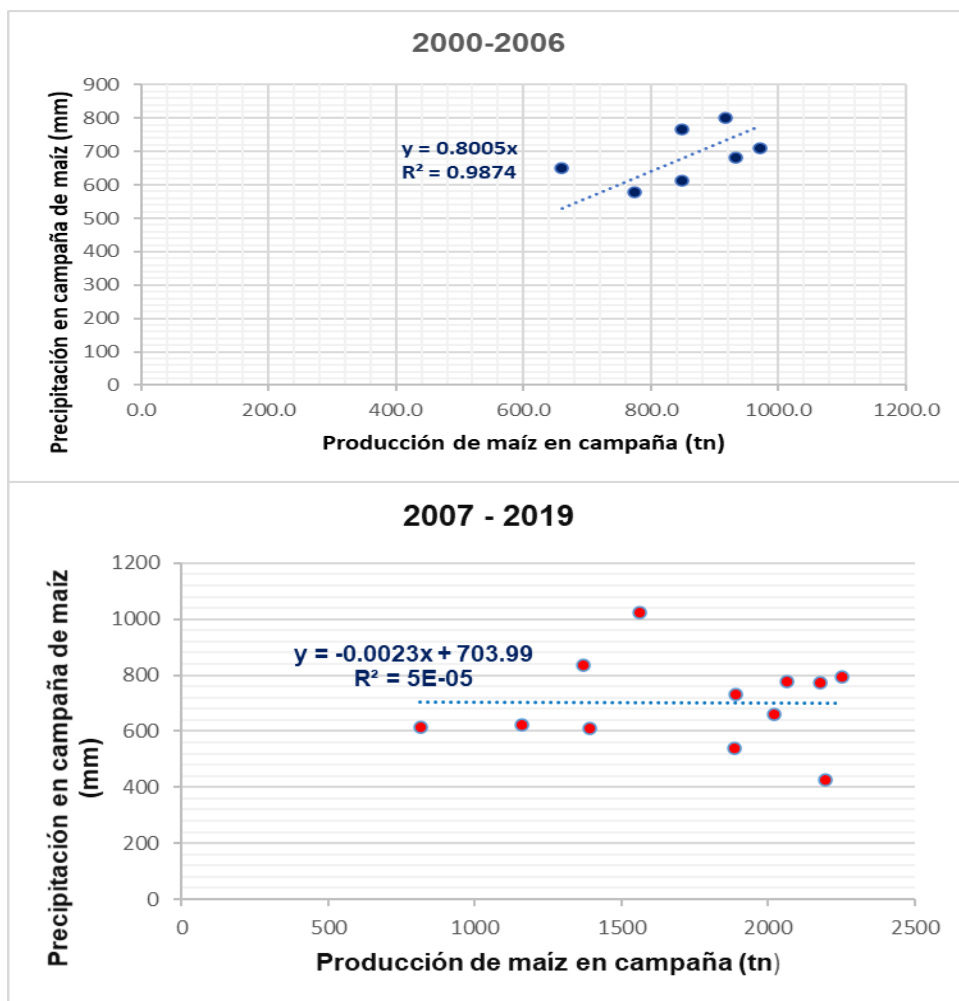 2000-2006
Precipitación en campaña de maíz (mm)
900
800
700
600
500
400
300
200
100
0
y = 0.8005x
R² = 0.9874
0.0 200.0 400.0 600.0 800.0 1000.0 1200.0
Producción de maíz en campaña (tn)
2007 - 2019
Precipitación en campaña de maíz
(mm)
1200
1000
800
600
400
200
0
y = -0.0023x + 703.99
R² = 5E-05
0 500 1000 1500 2000 2500
Producción de maíz en campaña (tn)